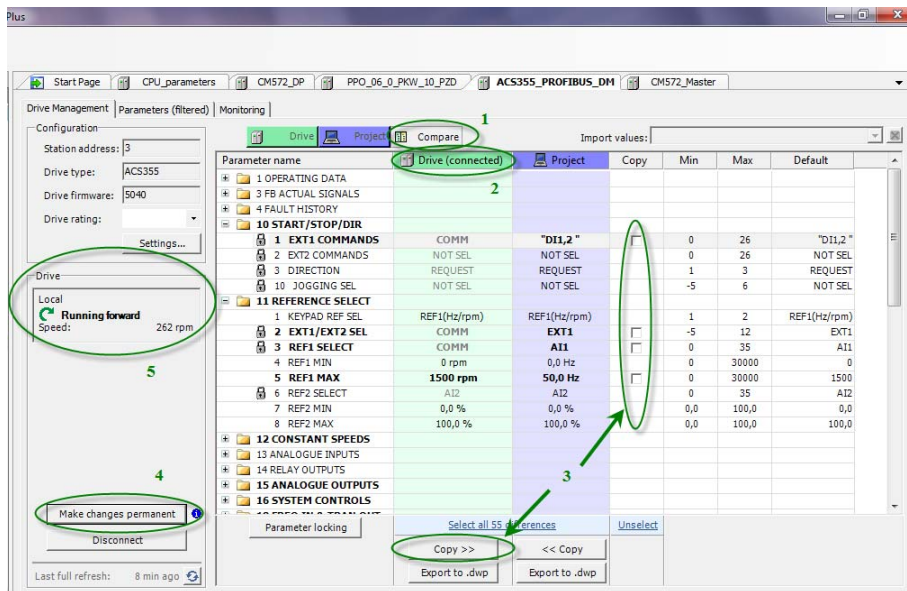 Plus
Start Page CPU_parameters CM572_DP PPO_06_0_PKW_10_PZD ACS355_PROFIBUS_DM CM572_Master
Drive Management Parameters (filtered) Monitoring
Configuration
Station address: 3
Drive type: ACS355
Drive firmware: 5040
Drive rating:
Settings...
Drive
Local
Running forward
Speed: 262 rpm
5
4
Make changes permanent
Disconnect
Last full refresh: 8 min ago
1
Drive Project Compare Import values:
Parameter name Drive (connected) Project Copy Min Max Default
2
1 OPERATING DATA
3 FB ACTUAL SIGNALS
4 FAULT HISTORY
10 START/STOP/DIR
1 EXT1 COMMANDS COMM "DI1,2 " 0 26 "DI1,2 "
2 EXT2 COMMANDS NOT SEL NOT SEL 0 26 NOT SEL
3 DIRECTION REQUEST REQUEST 1 3 REQUEST
10 JOGGING SEL NOT SEL NOT SEL -5 6 NOT SEL
11 REFERENCE SELECT
1 KEYPAD REF SEL REF1(Hz/rpm) REF1(Hz/rpm) 1 2 REF1(Hz/rpm)
2 EXT1/EXT2 SEL COMM EXT1 -5 12 EXT1
3 REF1 SELECT COMM AI1 0 35 AI1
4 REF1 MIN 0 rpm 0,0 Hz 0 30000 0
5 REF1 MAX 1500 rpm 50,0 Hz 0 30000 1500
6 REF2 SELECT AI2 AI2 0 35 AI2
7 REF2 MIN 0,0 % 0,0 % 0,0 100,0 0,0
8 REF2 MAX 100,0 % 100,0 % 0,0 100,0 100,0
12 CONSTANT SPEEDS
13 ANALOGUE INPUTS
14 RELAY OUTPUTS
3
15 ANALOGUE OUTPUTS
16 SYSTEM CONTROLS
Parameter locking Select all 55 differences Unselect
Copy >> << Copy
Export to .dwp Export to .dwp